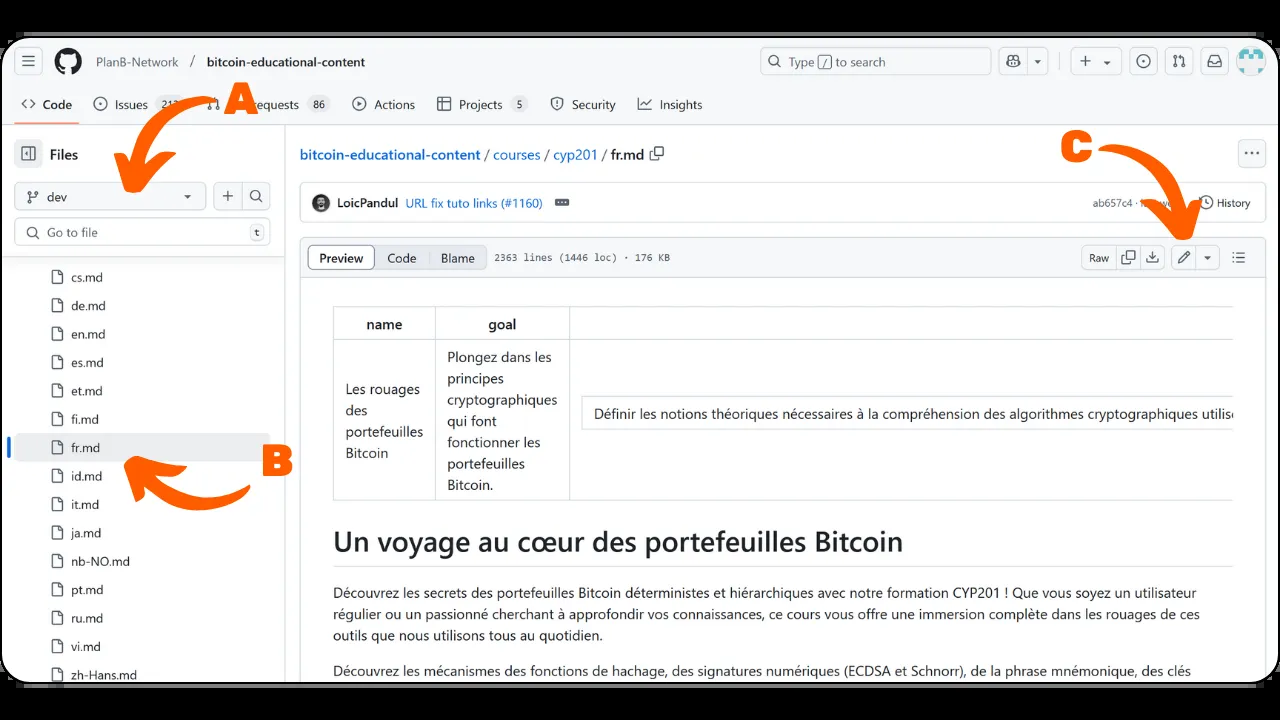 PlanB-Network / bitcoin-educational-content
Type / to search
A
Code
Issues
requests 86
Actions
Projects 5
Security
Insights
Files
dev
Go to file
t
cs.md
de.md
en.md
es.md
et.md
fi.md
fr.md
B
id.md
it.md
ja.md
nb-NO.md
pt.md
ru.md
vi.md
zh-Hans.md
bitcoin-educational-content / courses / cyp201 / fr.md
C
LoicPandul URL fix tuto links (#1160)
ab657c4 ·
History
Preview Code Blame 2363 lines (1446 loc) · 176 KB
Raw
name goal
Les rouages
des
portefeuilles
Bitcoin
Plongez dans les
principes
cryptographiques
qui font
fonctionner les
portefeuilles
Bitcoin.
Définir les notions théoriques nécessaires à la compréhension des algorithmes cryptographiques utilis
Un voyage au cœur des portefeuilles Bitcoin
Découvrez les secrets des portefeuilles Bitcoin déterministes et hiérarchiques avec notre formation CYP201 ! Que vous soyez un utilisateur
régulier ou un passionné cherchant à approfondir vos connaissances, ce cours vous offre une immersion complète dans les rouages de ces
outils que nous utilisons tous au quotidien.
Découvrez les mécanismes des fonctions de hachage, des signatures numériques (ECDSA et Schnorr), de la phrase mnémonique, des clés